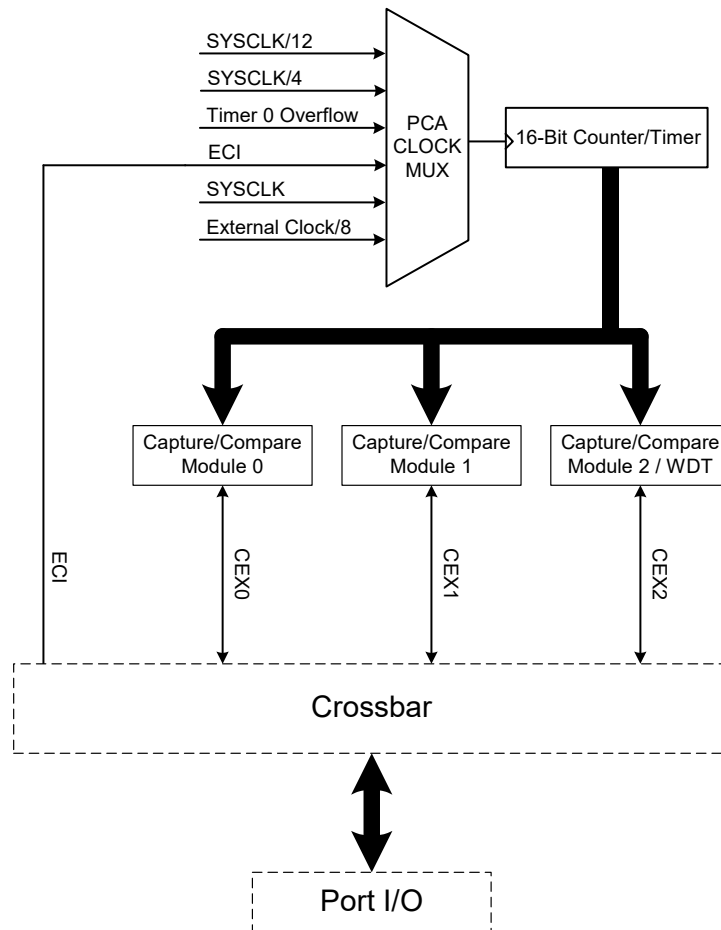 SYSCLK/12
SYSCLK/4
Timer 0 Overflow
ECI
SYSCLK
External Clock/8
PCA
CLOCK
MUX
16-Bit Counter/Timer
Capture/Compare
Module 0
Capture/Compare
Module 1
Capture/Compare
Module 2 / WDT
ECI
CEX0
CEX1
CEX2
Crossbar
Port I/O